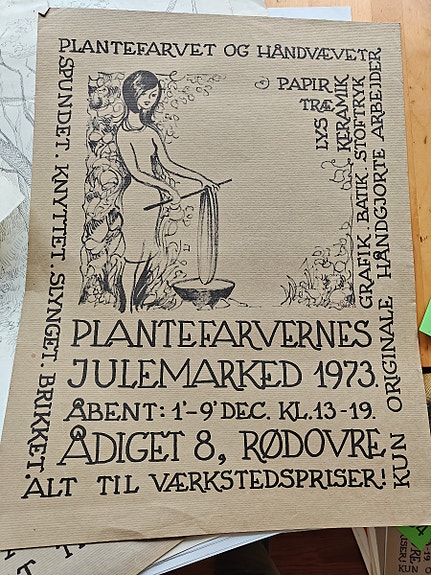 PLANTEFARVET OG HÅNDVÆVET
SPUNDET. KNYTTET. SLYNGET. BRIKKET.
PAPIR
TRÆ
LYS
KERAMIK
GRAFIK. BATIK. STOFTRYK
KUN ORIGINALE HÅNDGJORTE ARBEJDER
PLANTEFARVERNES
JULEMARKED 1973.
ÅBENT: 1'-9' DEC. KL. 13-19.
ÅDIGET 8, RØDOVRE
ALT TIL VÆRKSTEDSPRISER!